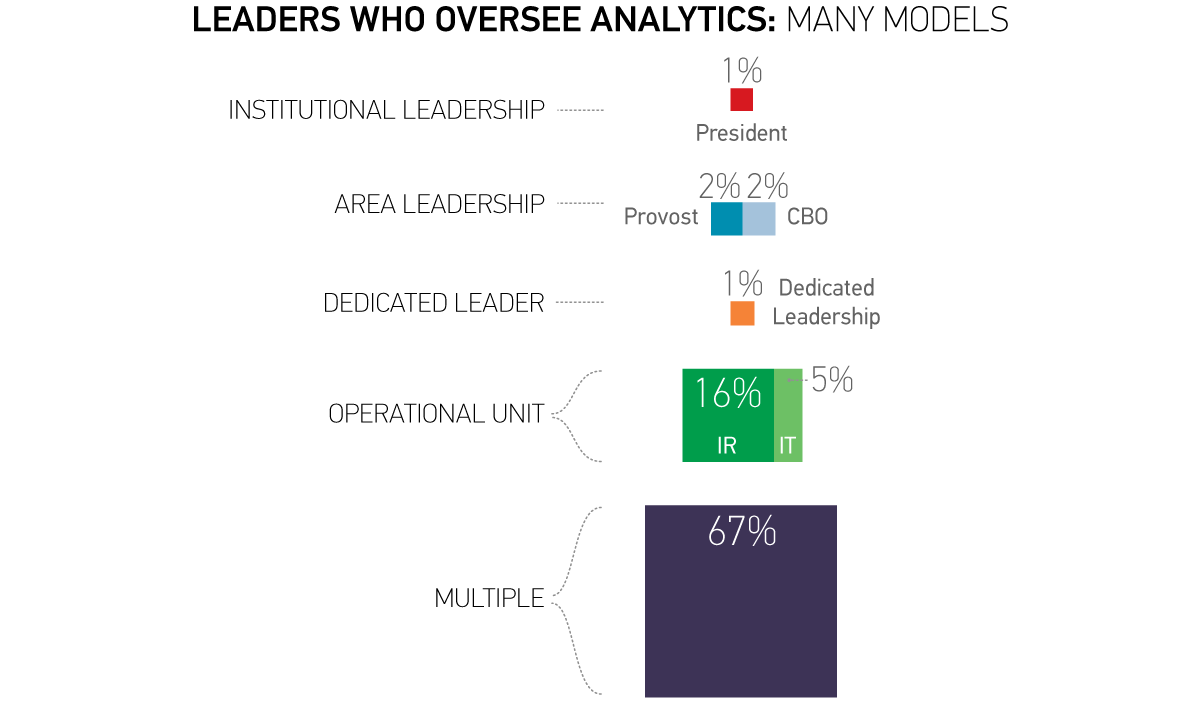 LEADERS WHO OVERSEE ANALYTICS: MANY MODELS
INSTITUTIONAL LEADERSHIP
1%
President
AREA LEADERSHIP
2% 2%
Provost
CBO
DEDICATED LEADER
1%
Dedicated
Leadership
OPERATIONAL UNIT
16%
IR
5%
IT
MULTIPLE
67%